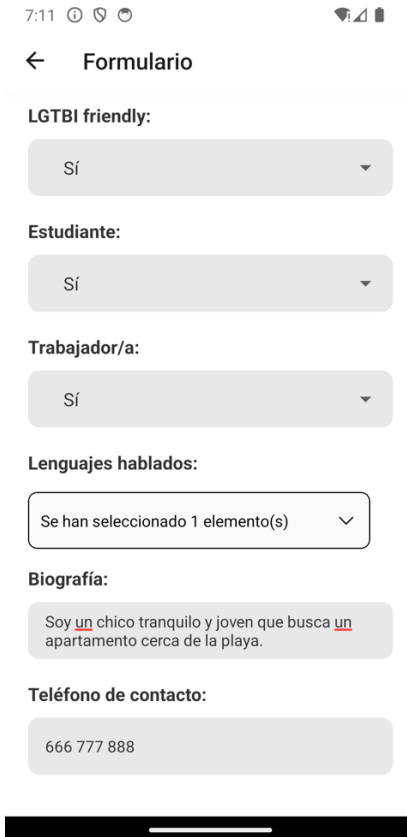 7:11
Formulario
LGTBI friendly:
Sí
Estudiante:
Sí
Trabajador/a:
Sí
Lenguajes hablados:
Se han seleccionado 1 elemento(s)
Biografía:
Soy un chico tranquilo y joven que busca un
apartamento cerca de la playa.
Teléfono de contacto:
666 777 888